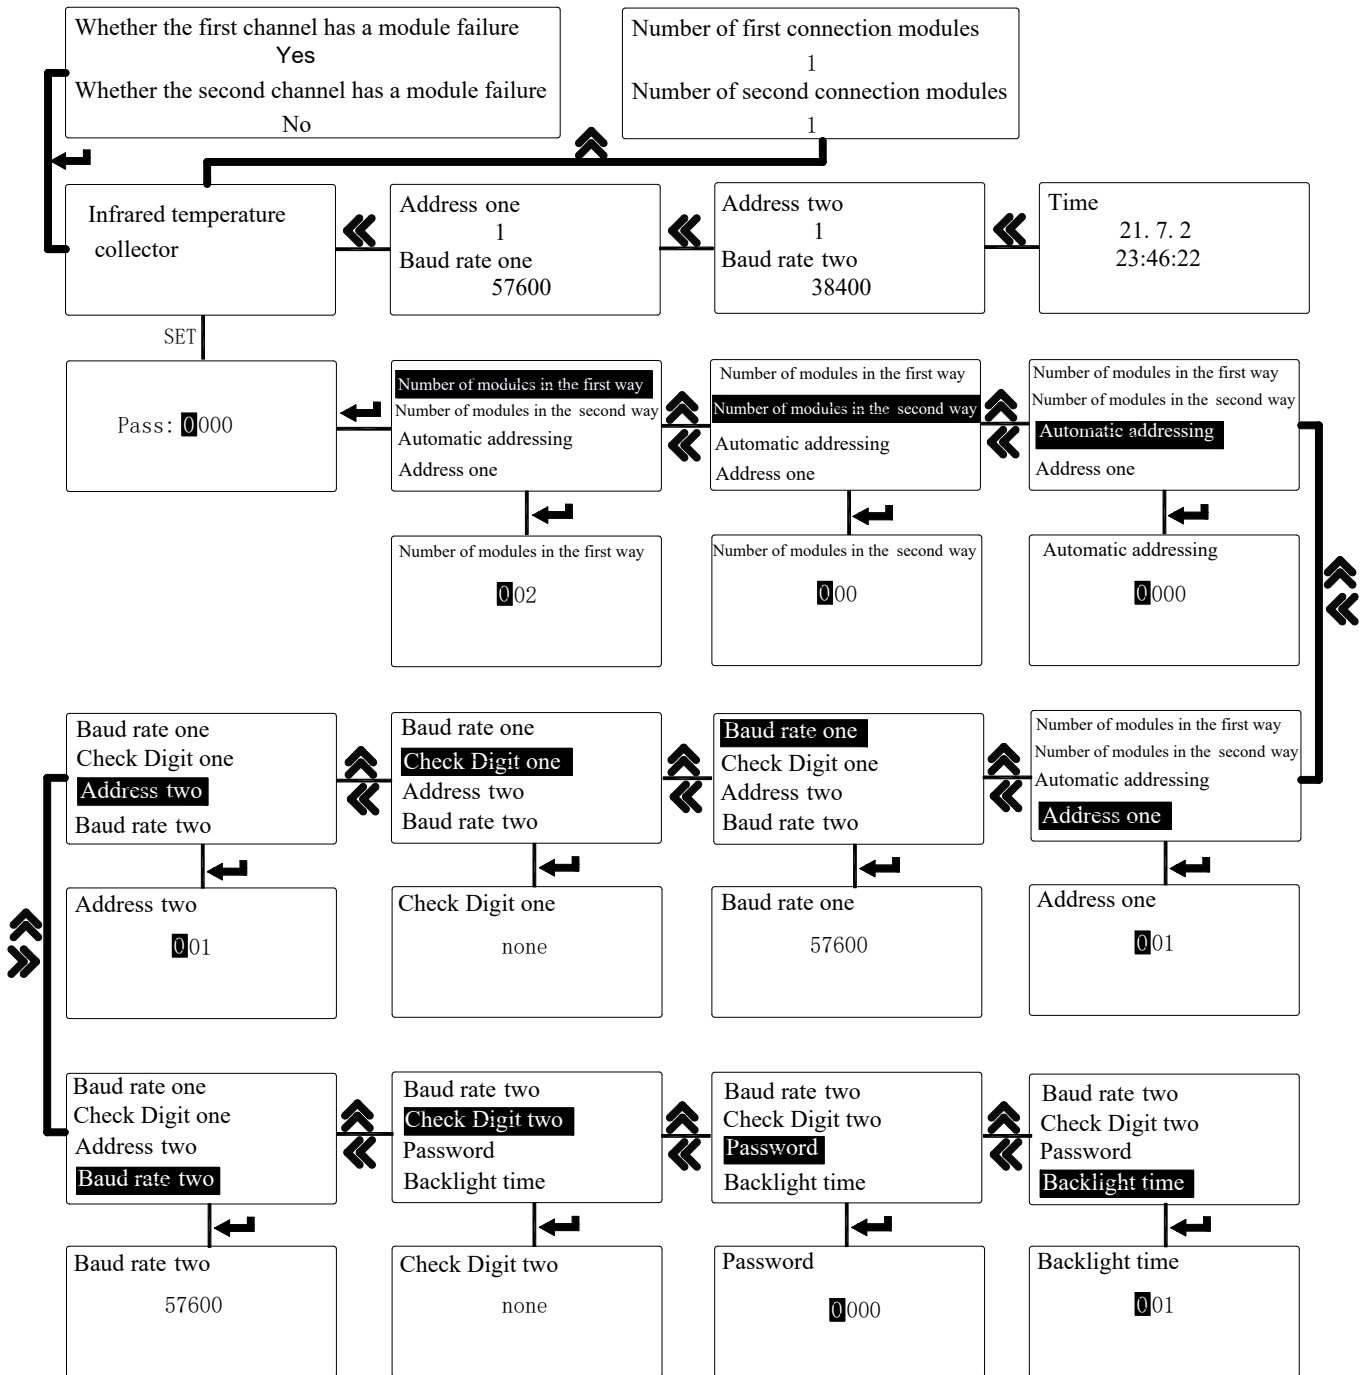 Whether the first channel has a module failure
Yes
Whether the second channel has a module failure
No
Number of first connection modules
1
Number of second connection modules
1
Infrared temperature
collector
Address one
1
Baud rate one
57600
Address two
1
Baud rate two
38400
Time
21. 7. 2
23:46:22
SET
Pass: 0000
Number of modules in the first way
Number of modules in the second way
Automatic addressing
Address one
Number of modules in the first way
Number of modules in the second way
Automatic addressing
Address one
Number of modules in the first way
Number of modules in the second way
Automatic addressing
Address one
Number of modules in the first way
002
Number of modules in the second way
000
Automatic addressing
0000
Baud rate one
Check Digit one
Address two
Baud rate two
Baud rate one
Check Digit one
Address two
Baud rate two
Baud rate one
Check Digit one
Address two
Baud rate two
Number of modules in the first way
Number of modules in the second way
Automatic addressing
Address one
Address two
001
Check Digit one
none
Baud rate one
57600
Address one
001
Baud rate one
Check Digit one
Address two
Baud rate two
Baud rate two
Check Digit two
Password
Backlight time
Baud rate two
Check Digit two
Password
Backlight time
Baud rate two
Check Digit two
Password
Backlight time
Baud rate two
57600
Check Digit two
none
Password
0000
Backlight time
001